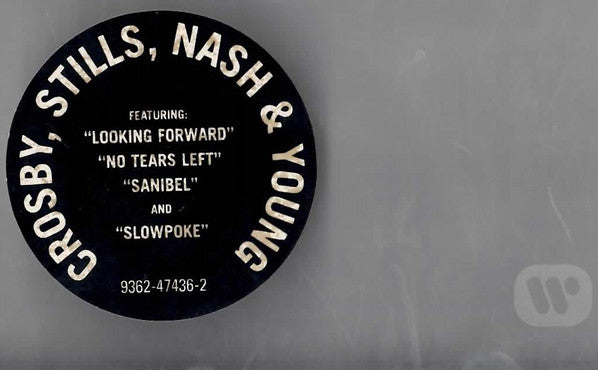 CROSBY, STILLS, NASH & YOUNG
FEATURING:
"LOOKING FORWARD"
"NO TEARS LEFT"
"SANIBEL"
AND
"SLOWPOKE"
9362-47436-2